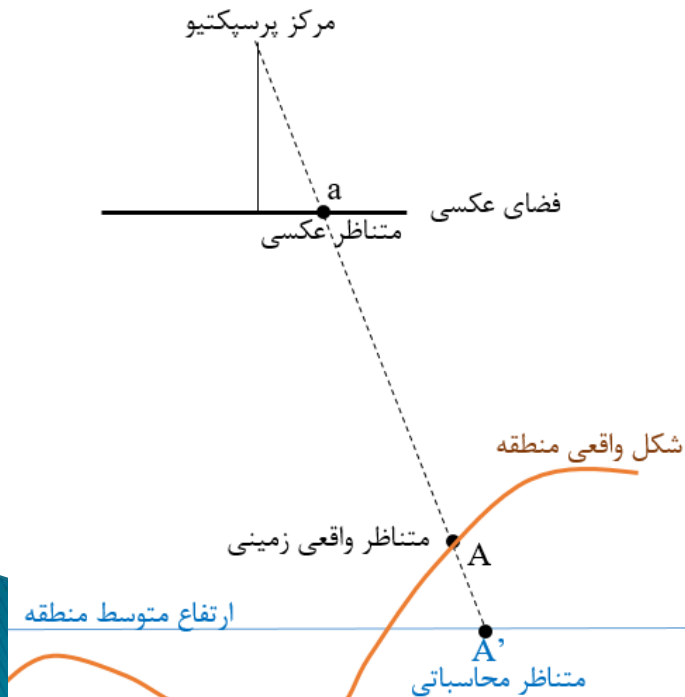 مرکز پرسپکتیو
a
فضای عکسی
متناظر عکسی
شکل واقعی منطقه
متناظر واقعی زمینی
A
ارتفاع متوسط منطقه
A’
متناظر محاسباتی